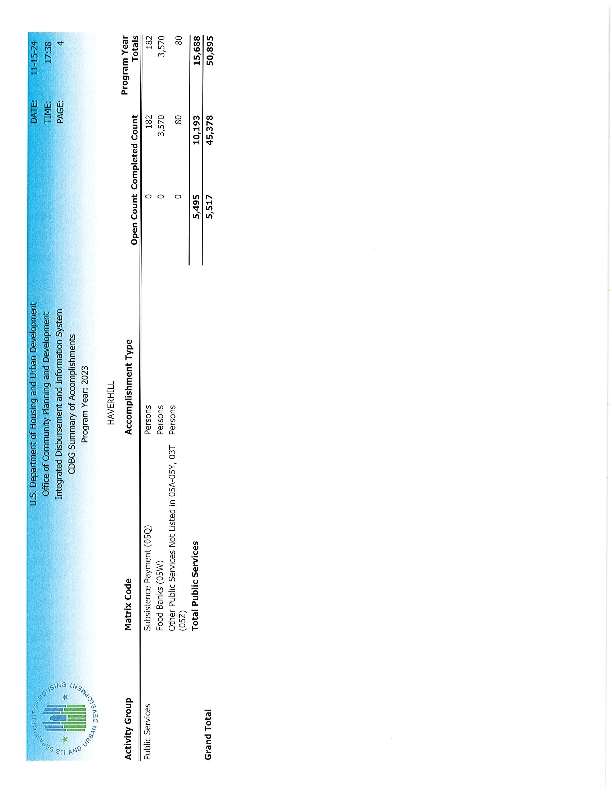 U.S. Department of Housing and Urban Development
Office of Community Planning and Development
Integrated Disbursement and Information System
CDBG Summary of Accomplishments
Program Year: 2023
DATE: 11-15-24
TIME: 17:38
PAGE: 4
HAVERHILL
Activity Group Matrix Code Accomplishment Type Open Count Completed Count Program Year Totals
Public Services Subsistence Payment (05Q) Persons 0 182 182
Food Banks (05W) Persons 0 3,570 3,570
Other Public Services Not Listed in 05A-05Y, 03T Persons 0 80 80
(05Z)
Total Public Services 5,495 10,193 15,688
Grand Total 5,517 45,378 50,895